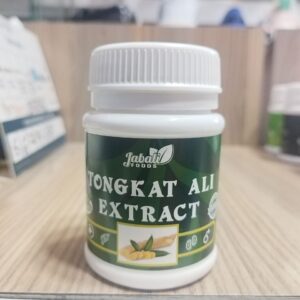 Jabali
FOODS
TONGKAT ALI
EXTRACT